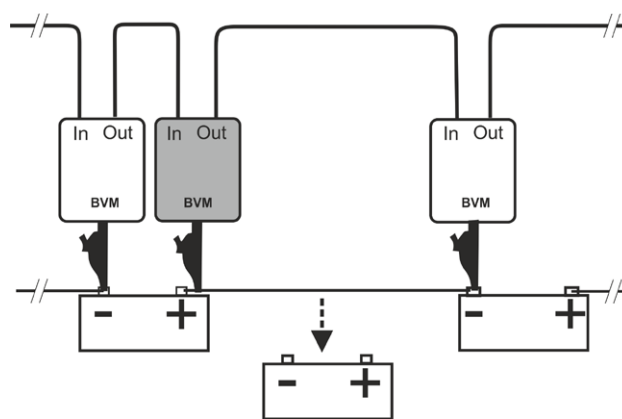 In Out In Out In Out
BVM BVM BVM
- + - +
- +